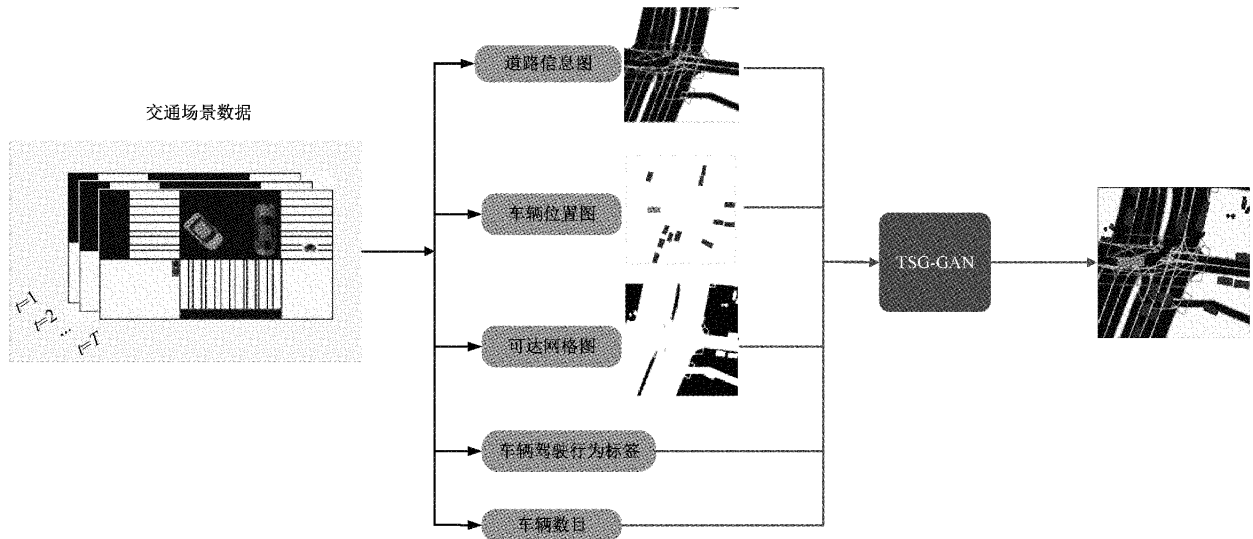 交通场景数据
t=1
t=2
...
t=T
道路信息图
车辆位置图
可达网格图
车辆驾驶行为标签
车辆数目
TSG-GAN